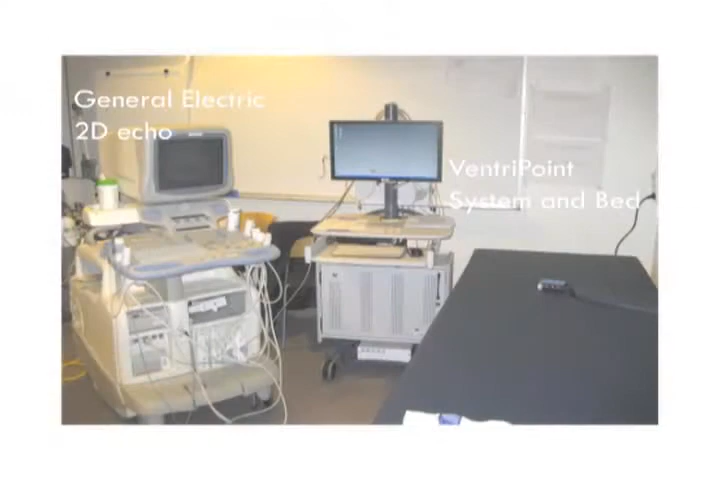 General Electric
2D echo
VentriPoint
System and Bed